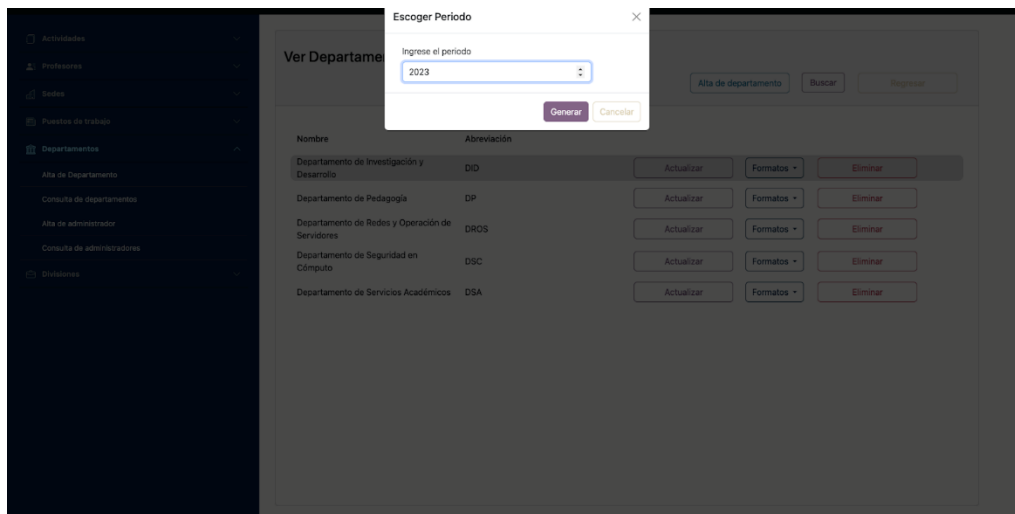 Escoger Periodo
Ingrese el periodo
2023
Generar
Cancelar
Actividades
Profesores
Sedes
Puestos de trabajo
Departamentos
Alta de Departamento
Consulta de departamentos
Alta de administrador
Consulta de administradores
Divisiones
Ver Departame
Alta de departamento
Buscar
Regresar
Nombre Abreviación
Departamento de Investigación y
Desarrollo
DID Actualizar Formatos Eliminar
Departamento de Pedagogía DP Actualizar Formatos Eliminar
Departamento de Redes y Operación de
Servidores
DROS Actualizar Formatos Eliminar
Departamento de Seguridad en
Cómputo
DSC Actualizar Formatos Eliminar
Departamento de Servicios Académicos DSA Actualizar Formatos Eliminar